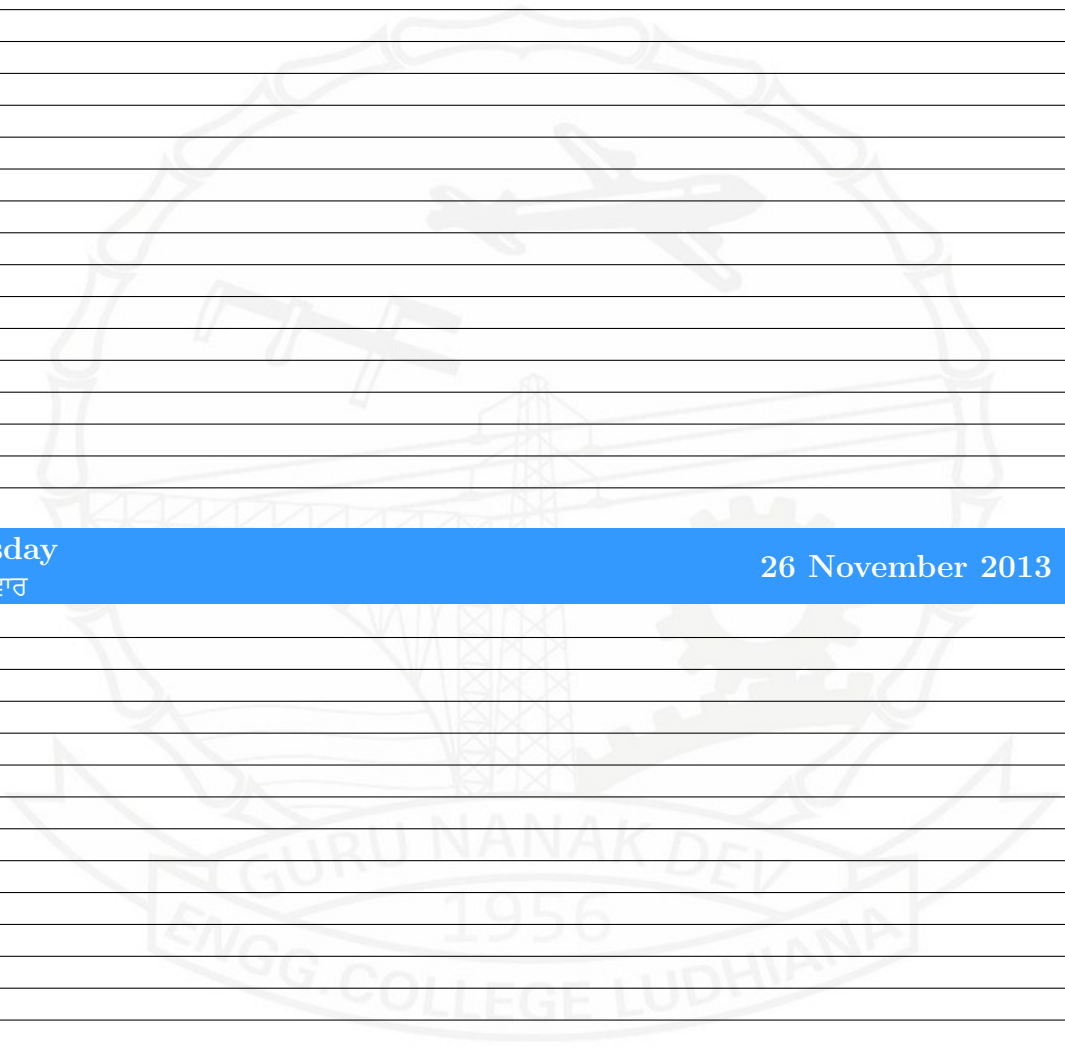 sday
ਵਾਰ
26 November 2013
GURU NANAK DEV
1956
ENGG. COLLEGE LUDHIANA